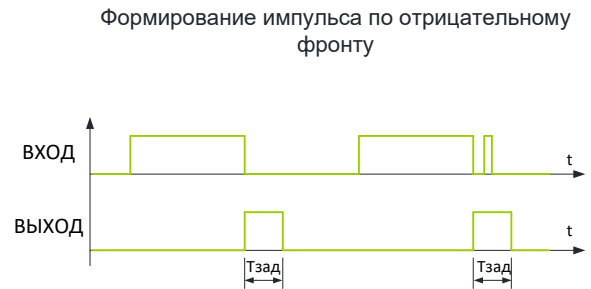 Формирование импульса по отрицательному
фронту
ВХОД
t
ВЫХОД
t
Тзад
Тзад